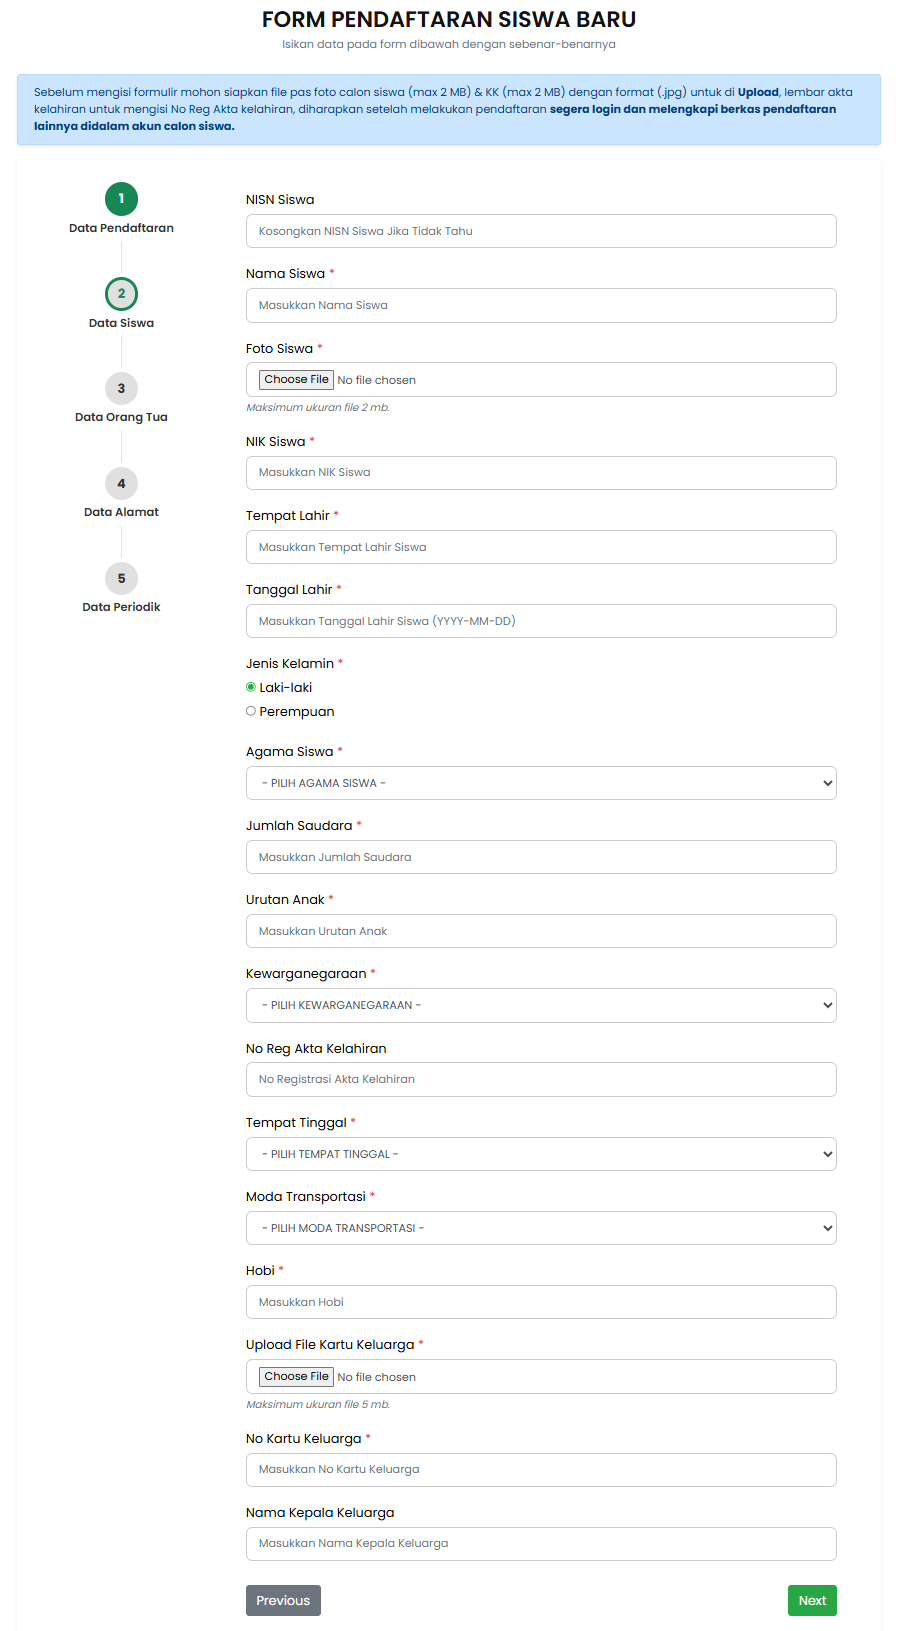 FORM PENDAFTARAN SISWA BARU
Isikan data pada form dibawah dengan sebenar-benarnya
Sebelum mengisi formulir mohon siapkan file pas foto calon siswa (max 2 MB) & KK (max 2 MB) dengan format (.jpg) untuk di Upload, lembar akta
kelahiran untuk mengisi No Reg Akta kelahiran, diharapkan setelah melakukan pendaftaran segera login dan melengkapi berkas pendaftaran
lainnya didalam akun calon siswa.
1
Data Pendaftaran
2
Data Siswa
3
Data Orang Tua
4
Data Alamat
5
Data Periodik
NISN Siswa
Kosongkan NISN Siswa Jika Tidak Tahu
Nama Siswa *
Masukkan Nama Siswa
Foto Siswa *
Choose File No file chosen
Maksimum ukuran file 2 mb.
NIK Siswa *
Masukkan NIK Siswa
Tempat Lahir *
Masukkan Tempat Lahir Siswa
Tanggal Lahir *
Masukkan Tanggal Lahir Siswa (YYYY-MM-DD)
Jenis Kelamin *
Laki-laki
Perempuan
Agama Siswa *
- PILIH AGAMA SISWA -
Jumlah Saudara *
Masukkan Jumlah Saudara
Urutan Anak *
Masukkan Urutan Anak
Kewarganegaraan *
- PILIH KEWARGANEGARAAN -
No Reg Akta Kelahiran
No Registrasi Akta Kelahiran
Tempat Tinggal *
- PILIH TEMPAT TINGGAL -
Moda Transportasi *
- PILIH MODA TRANSPORTASI -
Hobi *
Masukkan Hobi
Upload File Kartu Keluarga *
Choose File No file chosen
Maksimum ukuran file 5 mb.
No Kartu Keluarga *
Masukkan No Kartu Keluarga
Nama Kepala Keluarga
Masukkan Nama Kepala Keluarga
Previous
Next